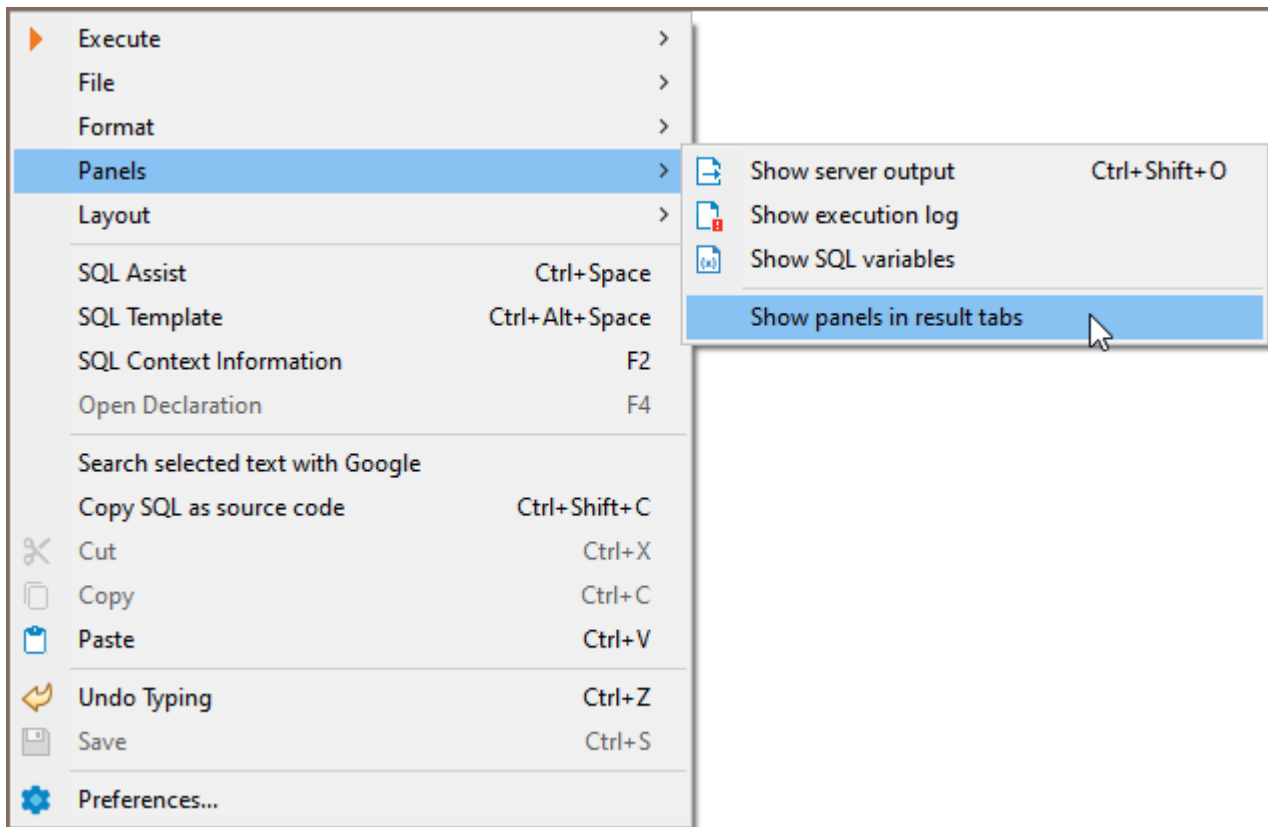 Execute
File
Format
Panels
Layout
SQL Assist Ctrl+Space
SQL Template Ctrl+Alt+Space
SQL Context Information F2
Open Declaration F4
Search selected text with Google
Copy SQL as source code Ctrl+Shift+C
Cut Ctrl+X
Copy Ctrl+C
Paste Ctrl+V
Undo Typing Ctrl+Z
Save Ctrl+S
Preferences...
Show server output Ctrl+Shift+O
Show execution log
Show SQL variables
Show panels in result tabs